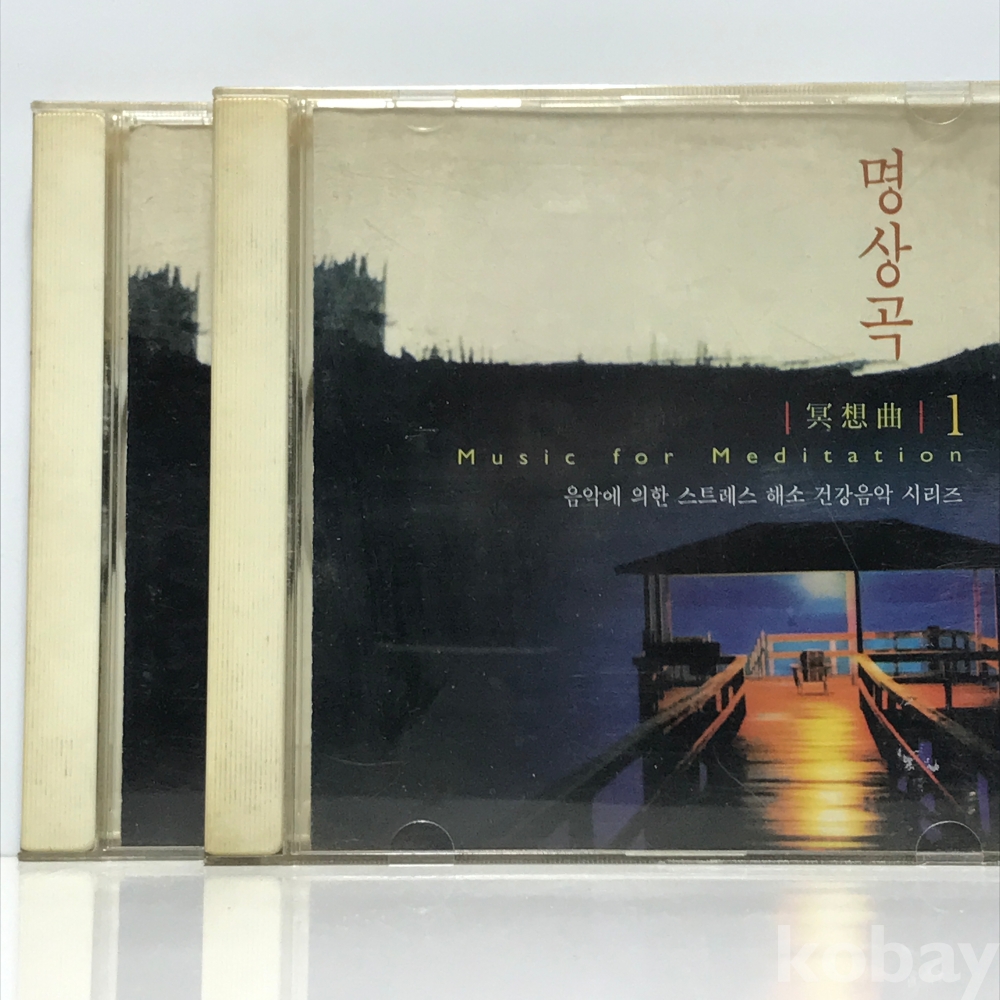 명상곡
|冥想曲| 1
Music for Meditation
음악에 의한 스트레스 해소 건강음악 시리즈
kobay